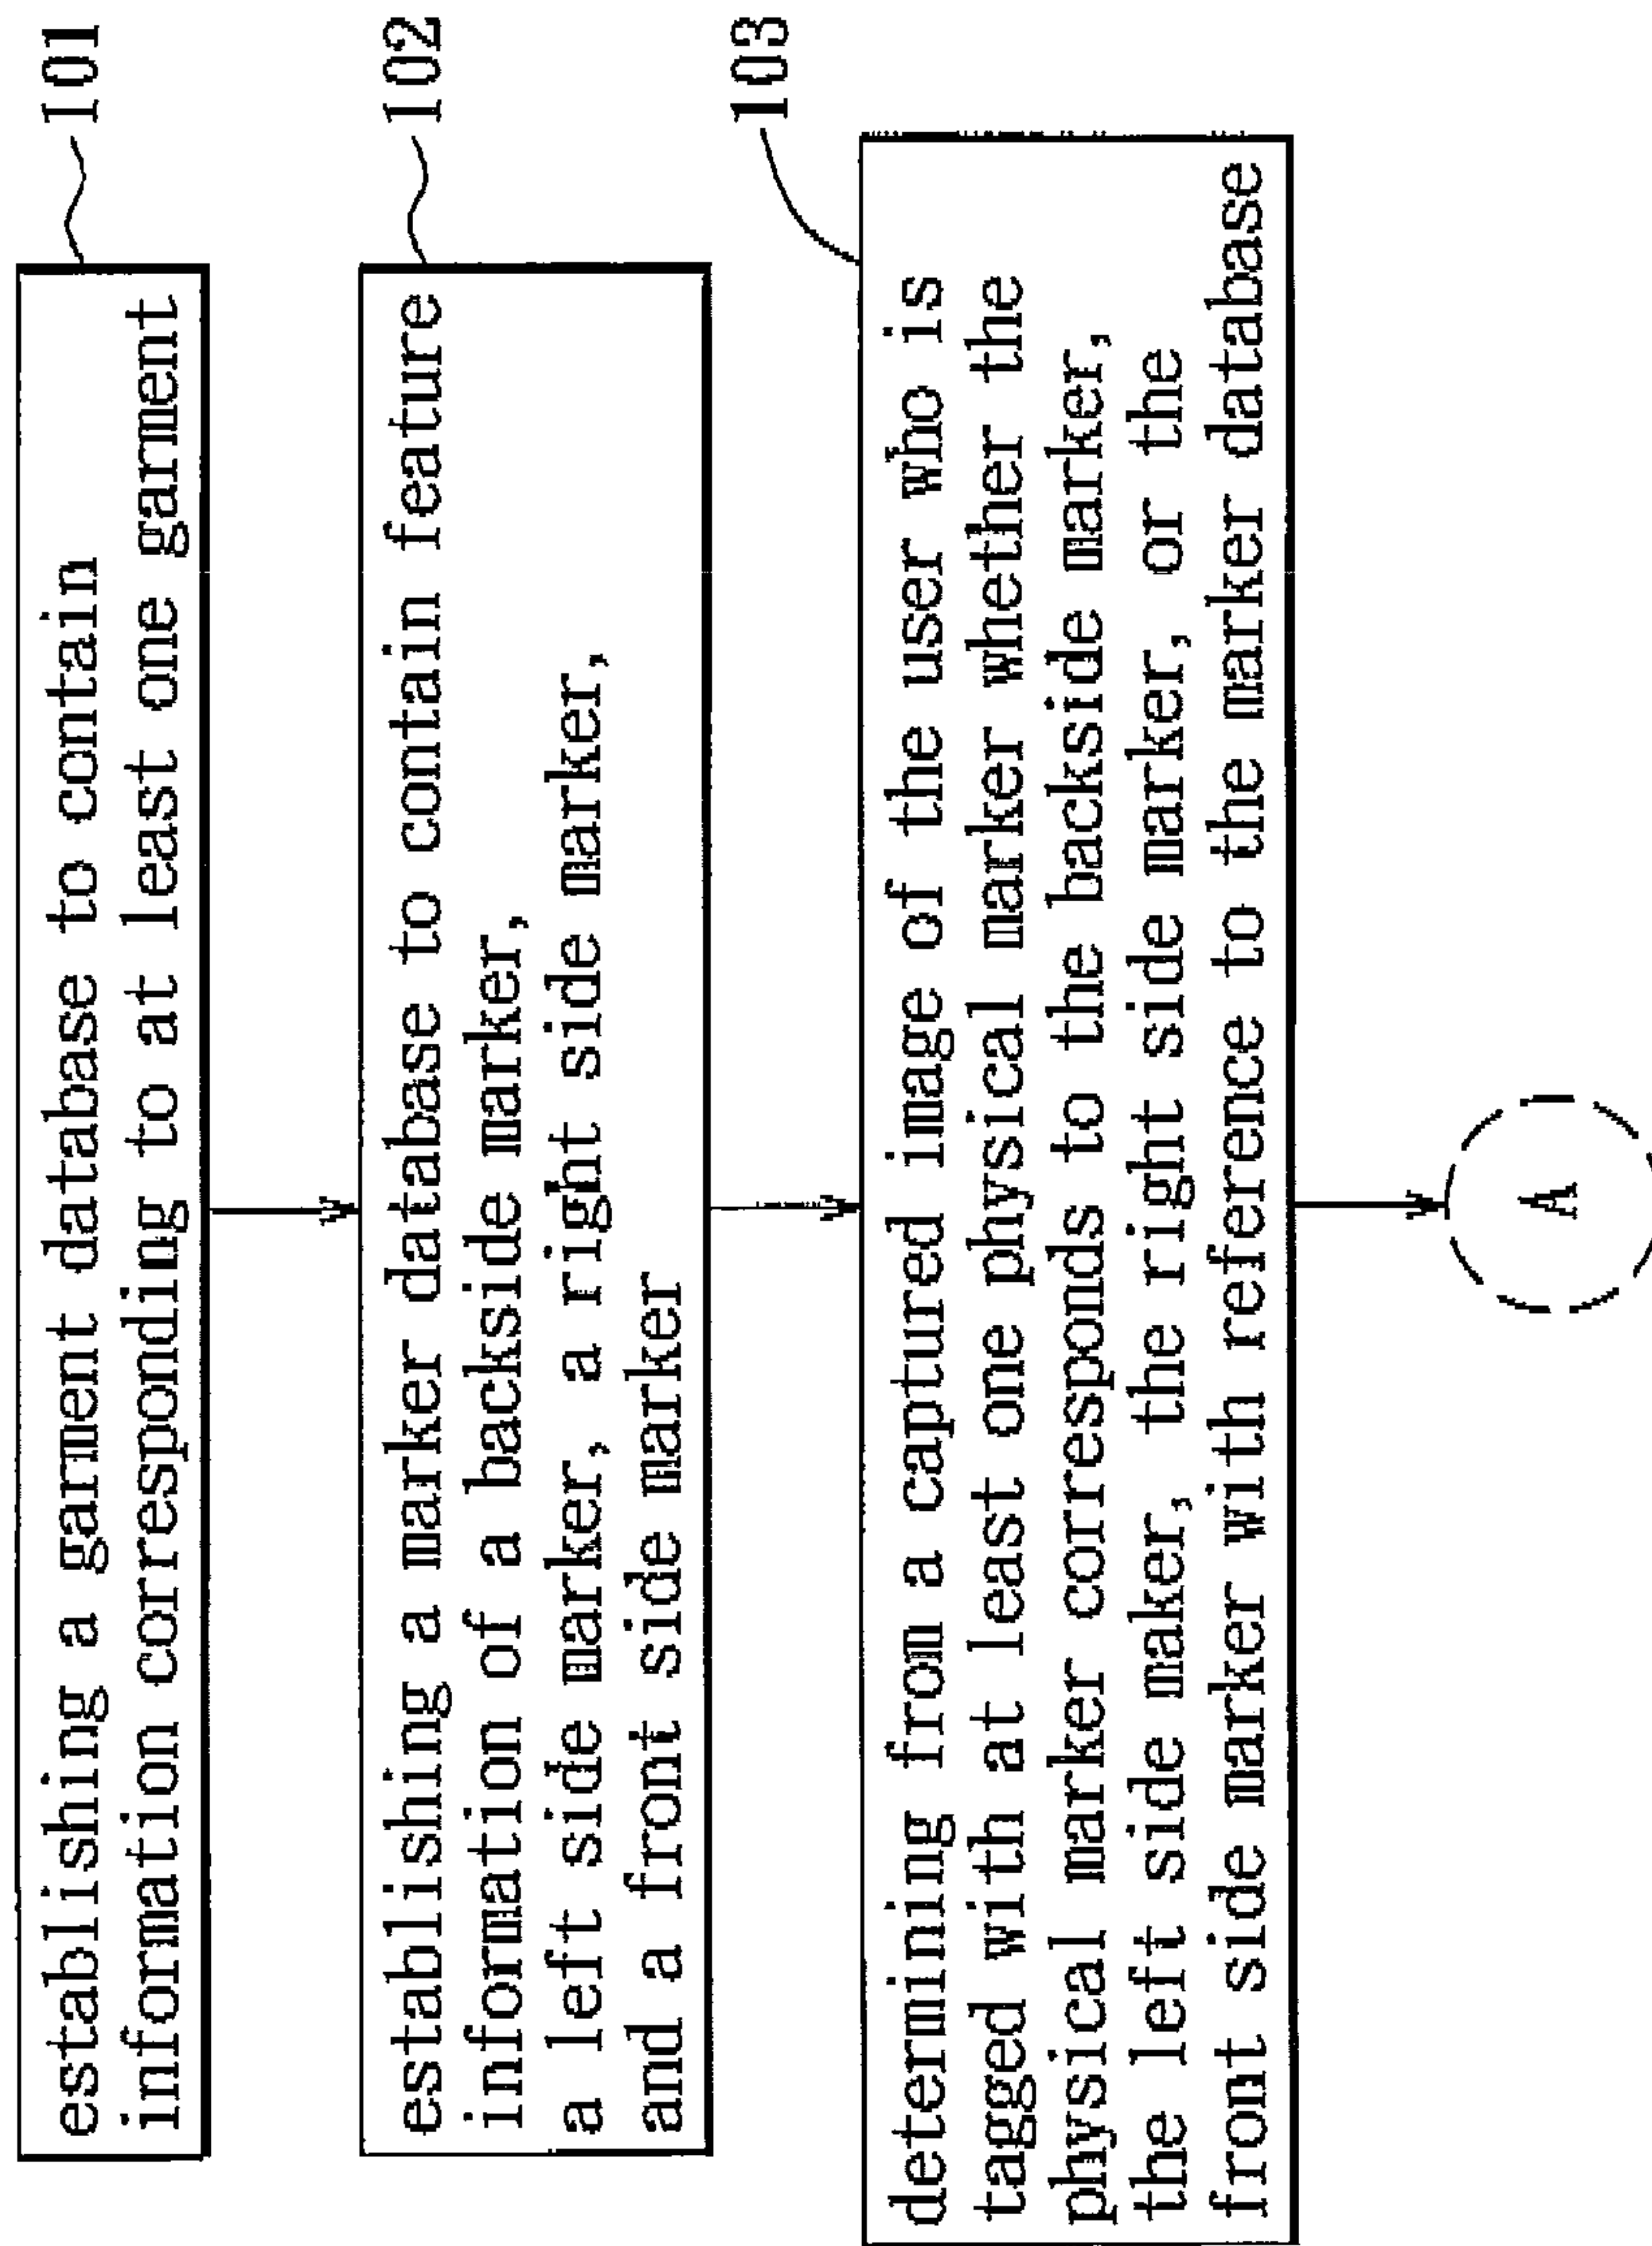 establishing a garment database to contain
information corresponding to at least one garment
101
establishing a marker database to contain feature
information of a backside marker,
a left side marker, a right side marker,
and a front side marker
102
determining from a captured image of the user who is
tagged with at least one physical marker whether the
physical marker corresponds to the backside marker,
the left side maker, the right side marker, or the
front side marker with reference to the marker database
103
A